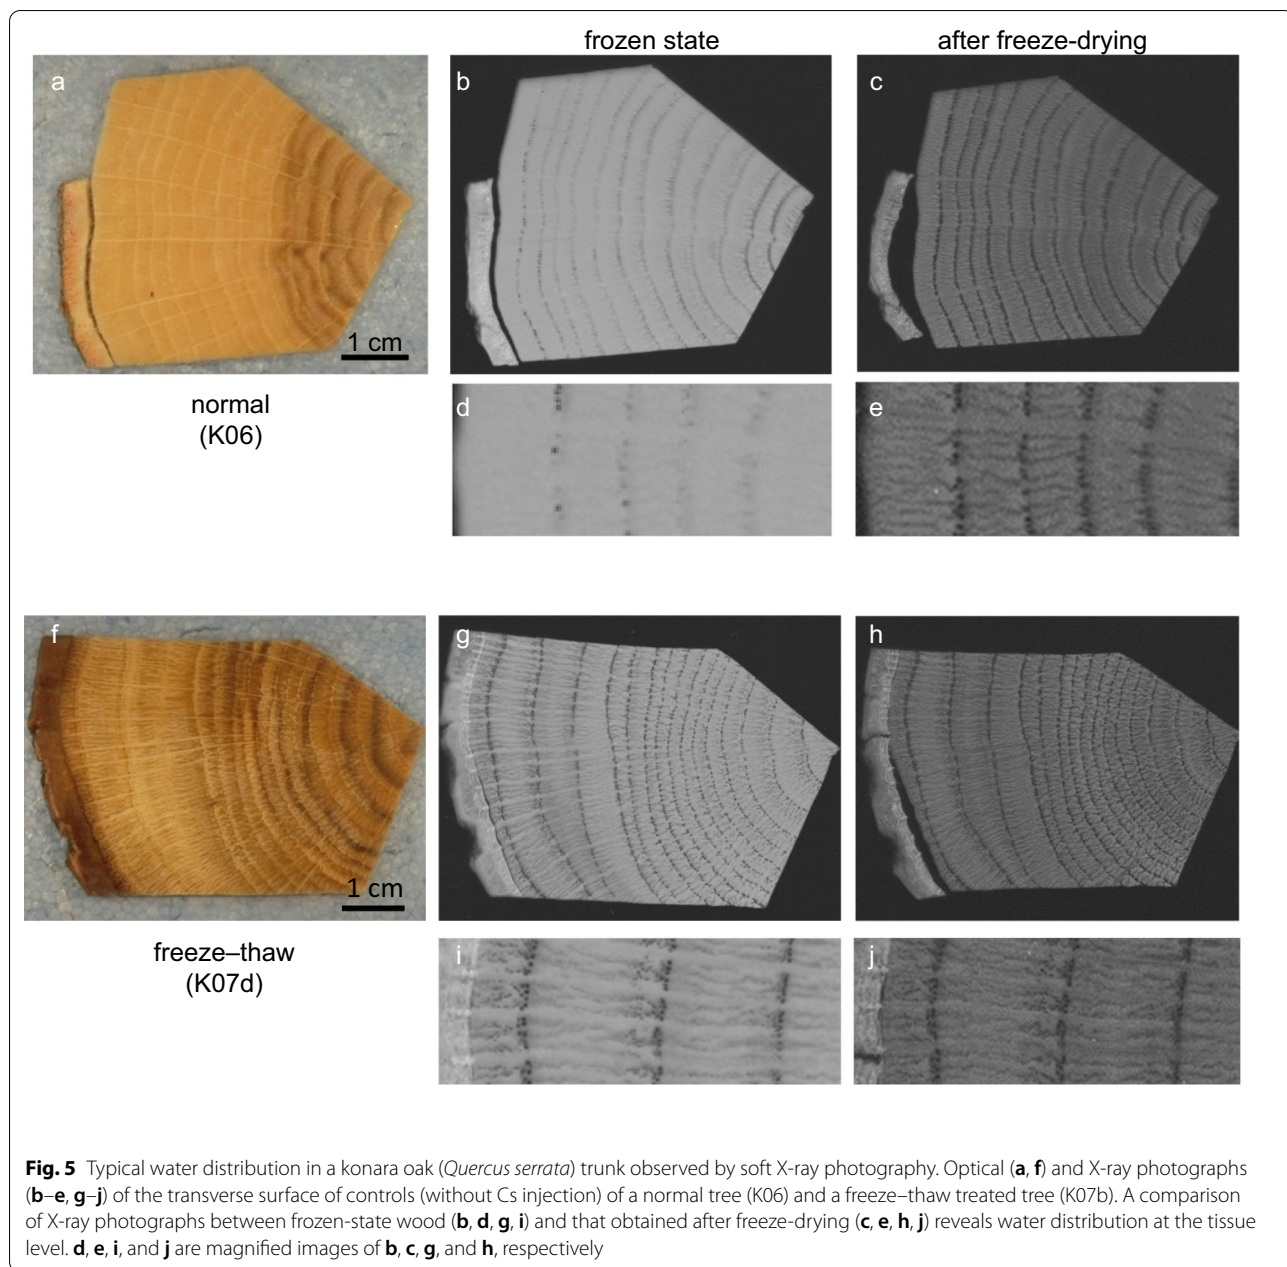 frozen state
after freeze-drying
a
b
c
1 cm
d
e
normal
(K06)
f
g
h
1 cm
freeze–thaw
(K07d)
i
j
Fig. 5 Typical water distribution in a konara oak (Quercus serrata) trunk observed by soft X-ray photography. Optical (a, f) and X-ray photographs
(b–e, g–j) of the transverse surface of controls (without Cs injection) of a normal tree (K06) and a freeze–thaw treated tree (K07b). A comparison
of X-ray photographs between frozen-state wood (b, d, g, i) and that obtained after freeze-drying (c, e, h, j) reveals water distribution at the tissue
level. d, e, i, and j are magnified images of b, c, g, and h, respectively